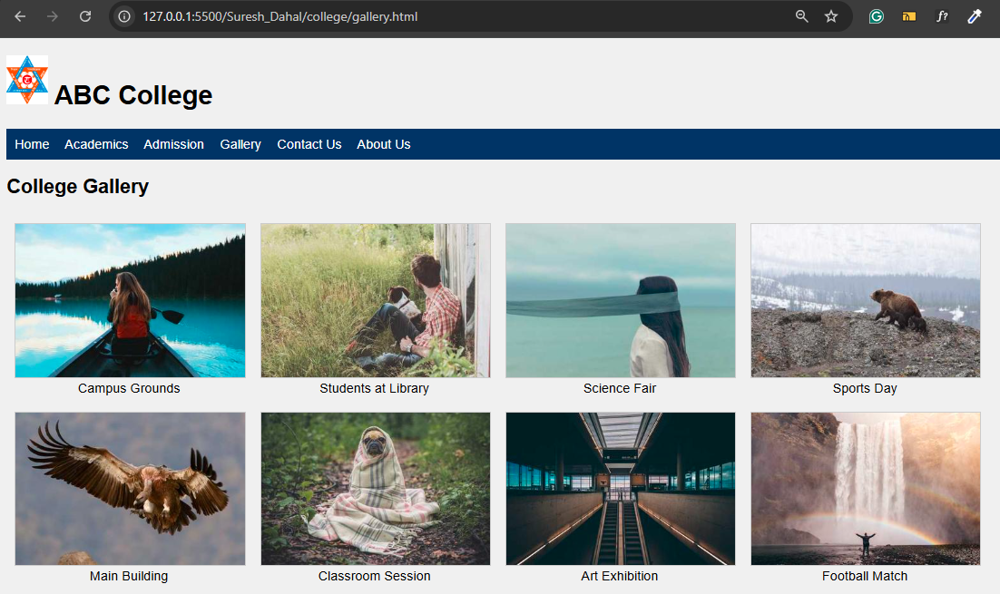 127.0.0.1:5500/Suresh_Dahal/college/gallery.html
ABC College
Home Academics Admission Gallery Contact Us About Us
College Gallery
Campus Grounds Students at Library Science Fair Sports Day
Main Building Classroom Session Art Exhibition Football Match